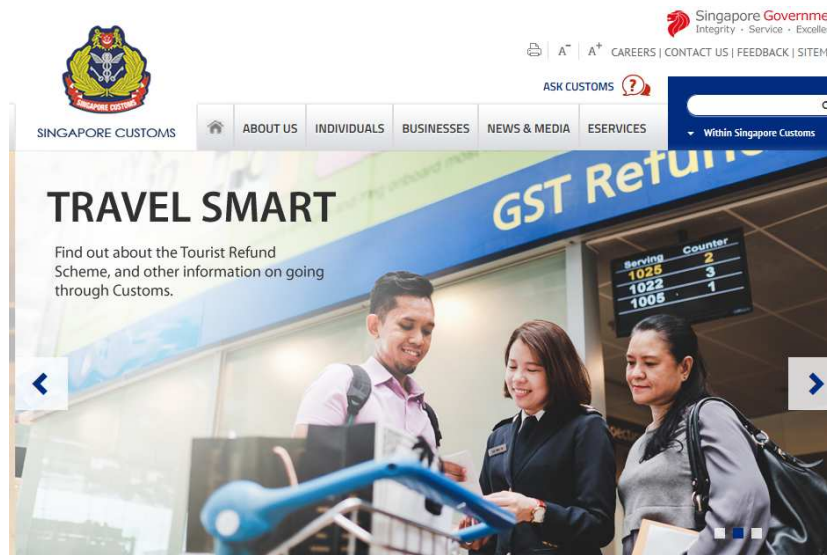 Singapore Governme
Integrity · Service · Excelle
A- A+ CAREERS | CONTACT US | FEEDBACK | SITEM
ASK CUSTOMS ?
SINGAPORE CUSTOMS
SINGAPORE CUSTOMS
ABOUT US INDIVIDUALS BUSINESSES NEWS & MEDIA ESERVICES
Within Singapore Customs
TRAVEL SMART
Find out about the Tourist Refund
Scheme, and other information on going
through Customs.
GST Refun
Serving Counter
1025 2
1022 3
1005 1